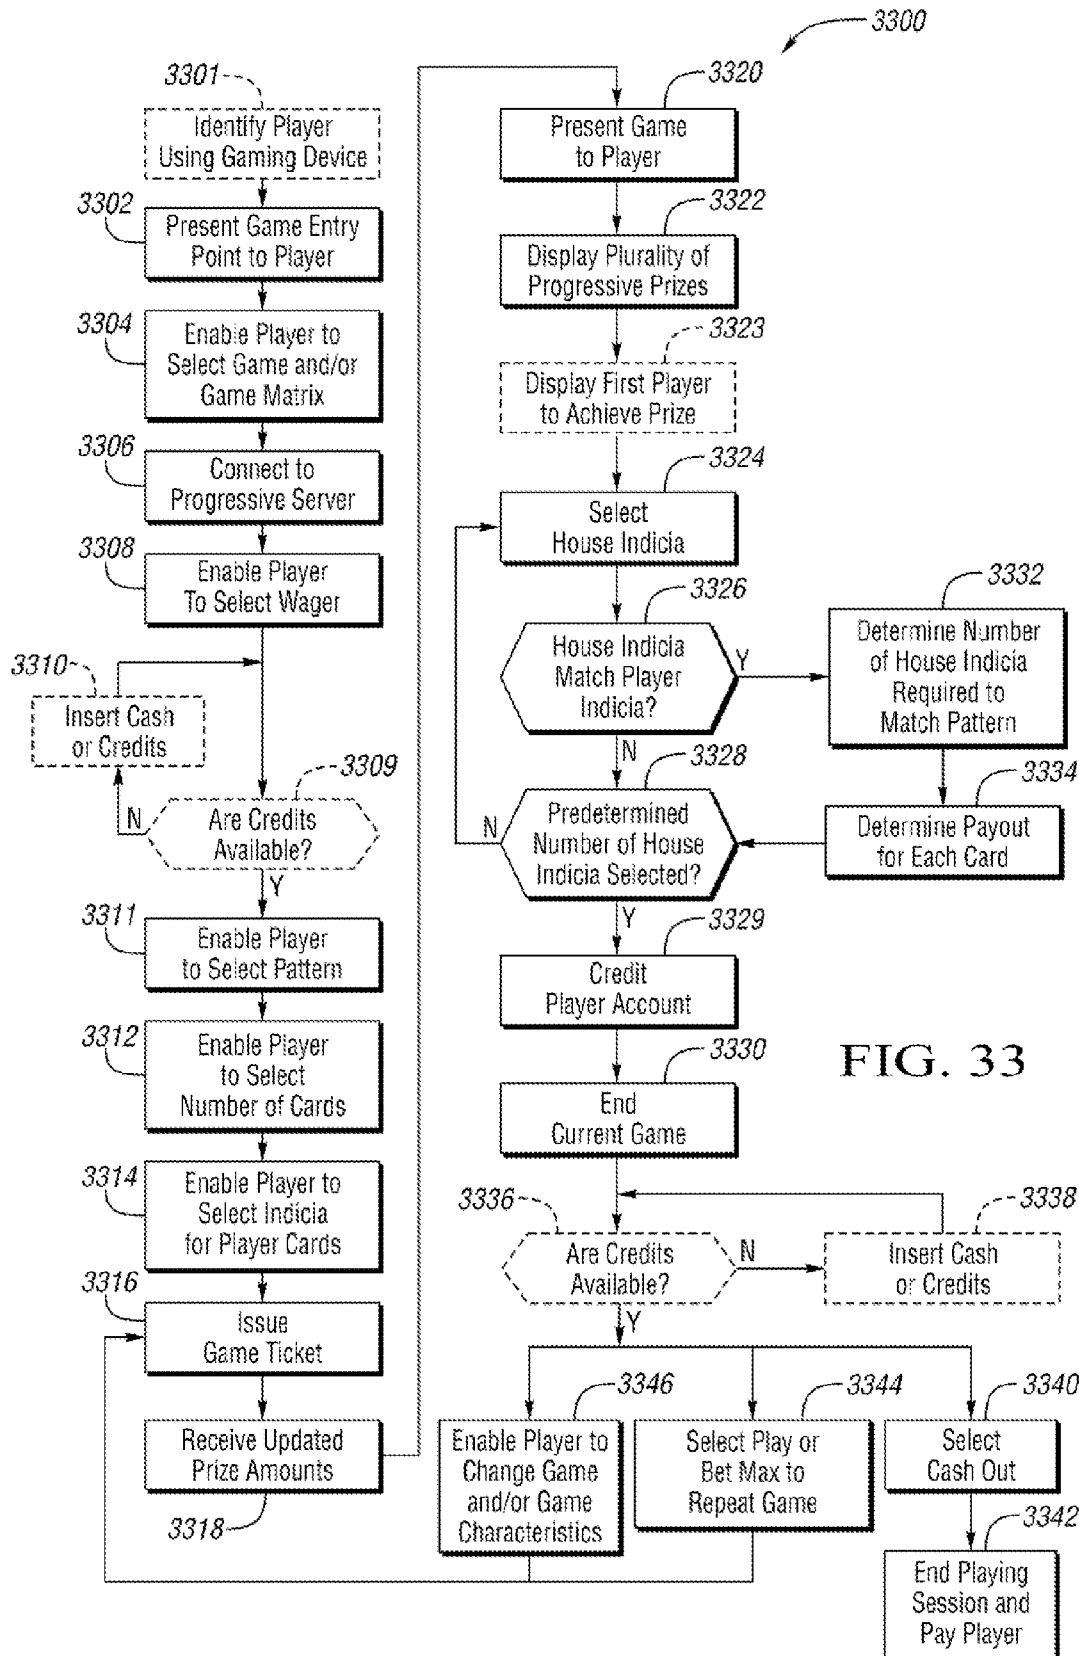 3300
3301
Identify Player
Using Gaming Device
3302
Present Game Entry
Point to Player
3304
Enable Player to
Select Game and/or
Game Matrix
3306
Connect to
Progressive Server
3308
Enable Player
To Select Wager
3310
Insert Cash
or Credits
3309
N
Are Credits
Available?
Y
3311
Enable Player
to Select Pattern
3312
Enable Player
to Select
Number of Cards
3314
Enable Player to
Select Indicia
for Player Cards
3316
Issue
Game Ticket
Receive Updated
Prize Amounts
3318
3320
Present Game
to Player
3322
Display Plurality of
Progressive Prizes
3323
Display First Player
to Achieve Prize
3324
Select
House Indicia
3326
House Indicia
Match Player
Indicia?
Y
N
3332
Determine Number
of House Indicia
Required to
Match Pattern
3334
Determine Payout
for Each Card
3328
N
Predetermined
Number of House
Indicia Selected?
Y
3329
Credit
Player Account
3330
End
Current Game
FIG. 33
3336
Are Credits
Available?
N
3338
Insert Cash
or Credits
Y
3346
Enable Player to
Change Game
and/or Game
Characteristics
3344
Select Play or
Bet Max to
Repeat Game
3340
Select
Cash Out
3342
End Playing
Session and
Pay Player